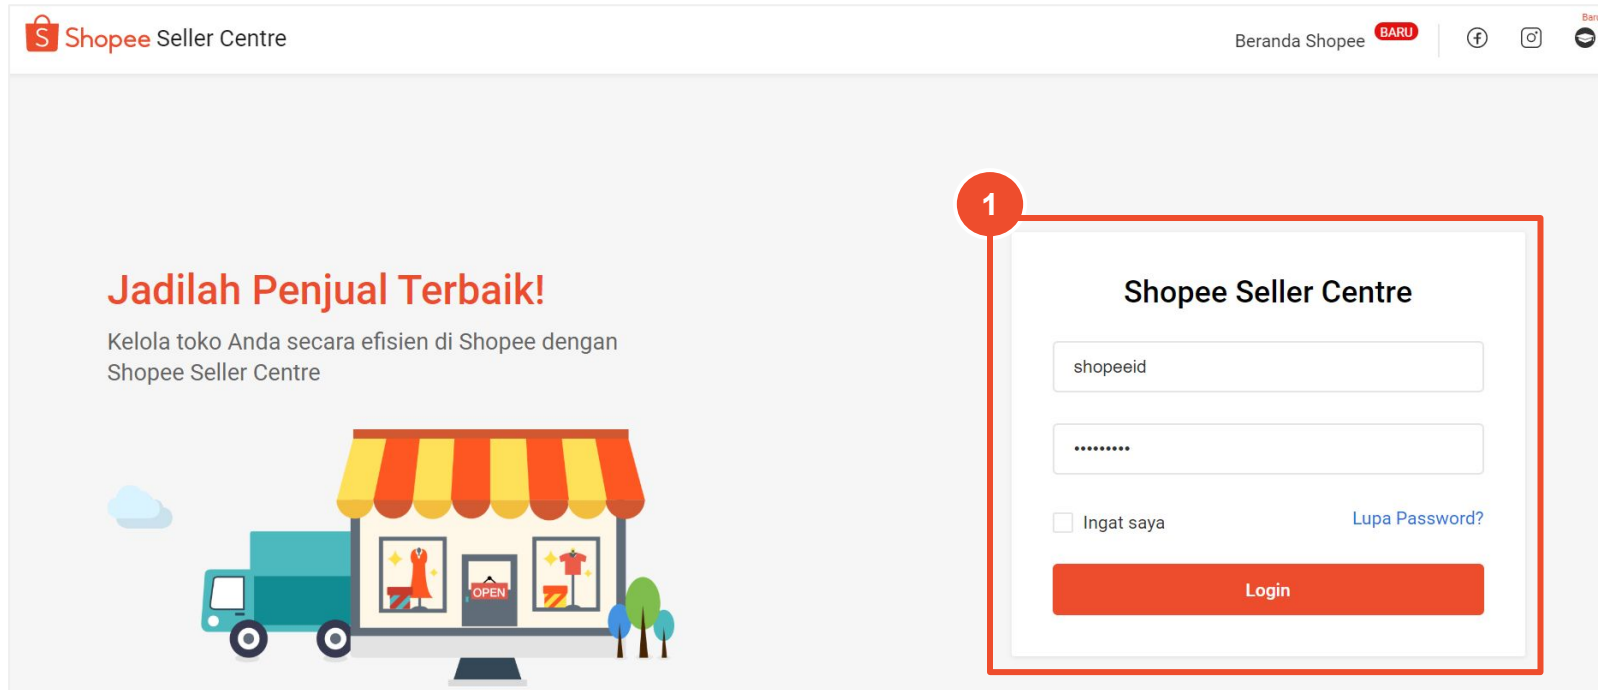 Shopee Seller Centre
Beranda Shopee BARU
1
Jadilah Penjual Terbaik!
Kelola toko Anda secara efisien di Shopee dengan
Shopee Seller Centre
OPEN
Shopee Seller Centre
shopeeid
•••••••••
Ingat saya
Lupa Password?
Login